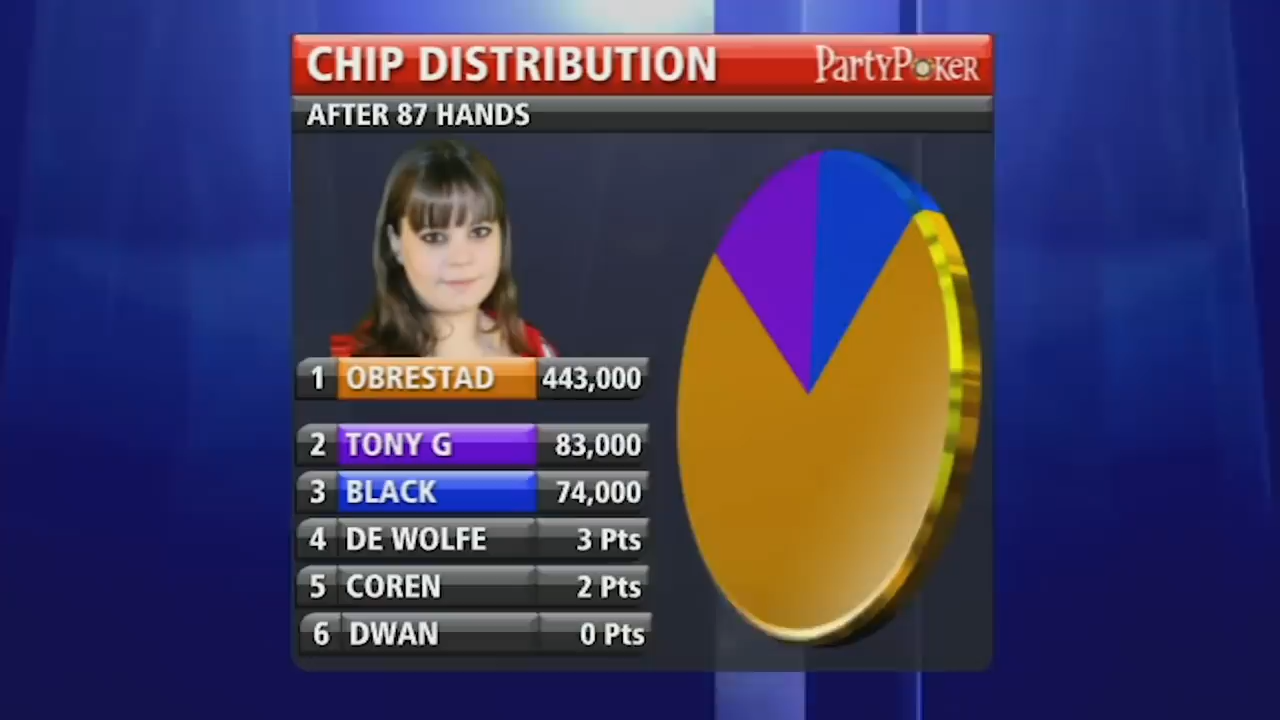 CHIP DISTRIBUTION PartyPoker
AFTER 87 HANDS
1 OBRESTAD 443,000
2 TONY G 83,000
3 BLACK 74,000
4 DE WOLFE 3 Pts
5 COREN 2 Pts
6 DWAN 0 Pts